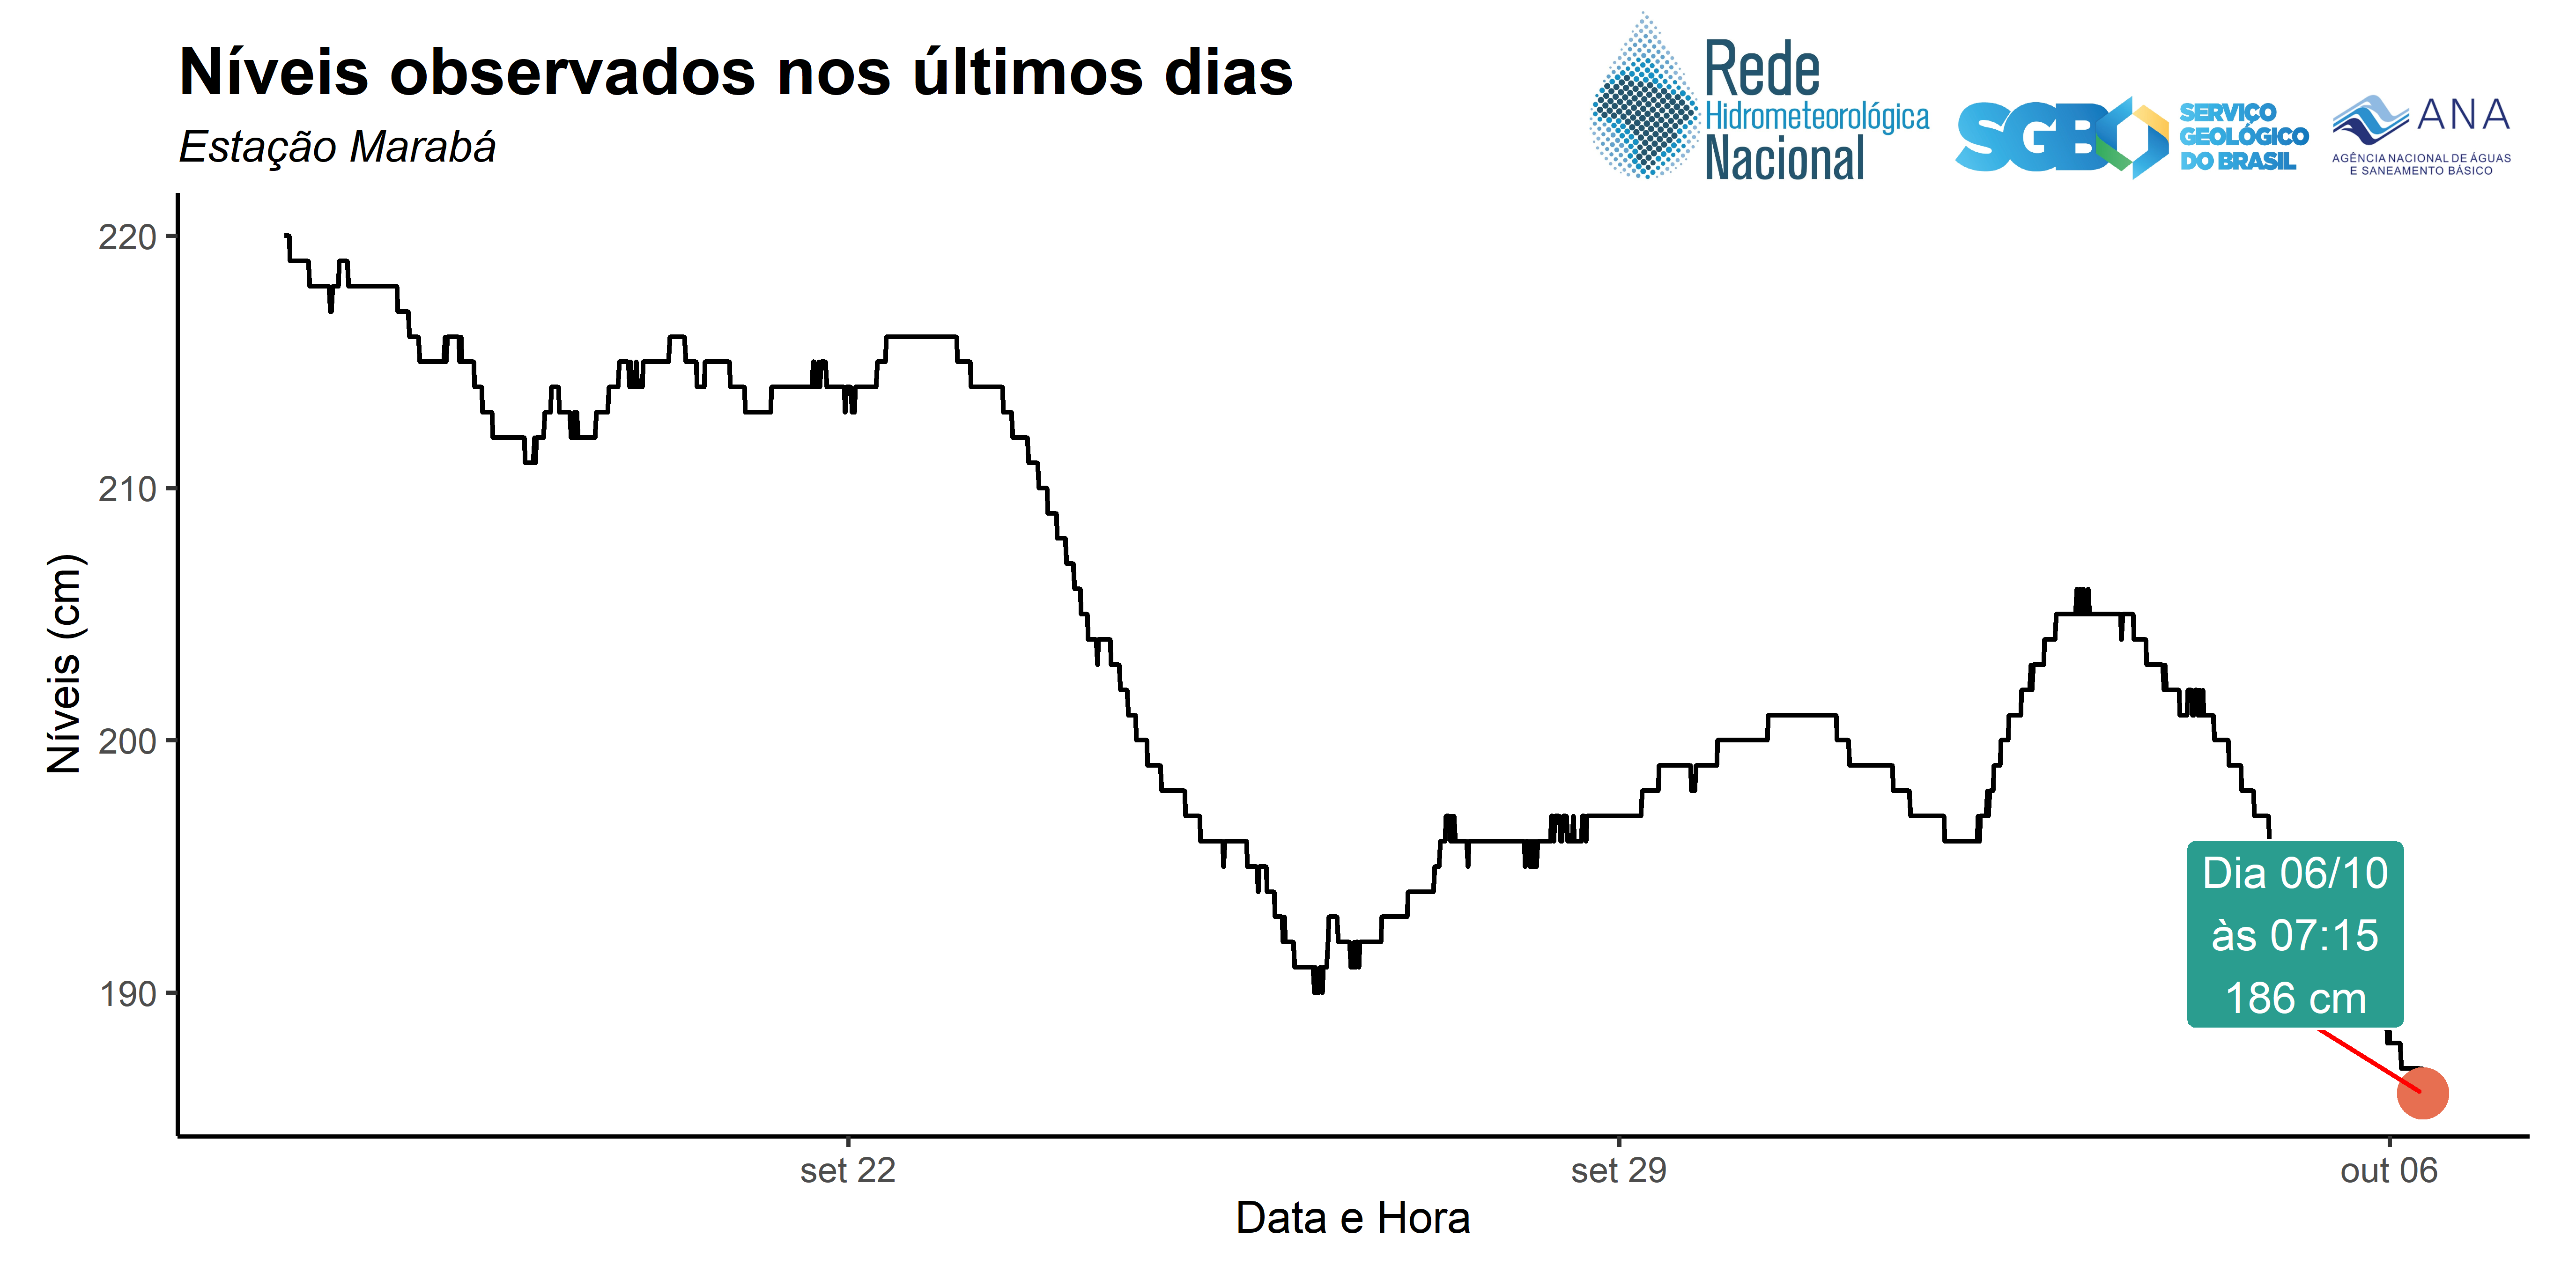 Níveis observados nos últimos dias
Estação Marabá
Rede
Hidrometeorológica
Nacional
SGB
SERVIÇO
GEOLÓGICO
DO BRASIL
ANA
AGÊNCIA NACIONAL DE ÁGUAS
E SANEAMENTO BÁSICO
Níveis (cm)
220
210
200
190
Dia 06/10
às 07:15
186 cm
set 22
set 29
out 06
Data e Hora